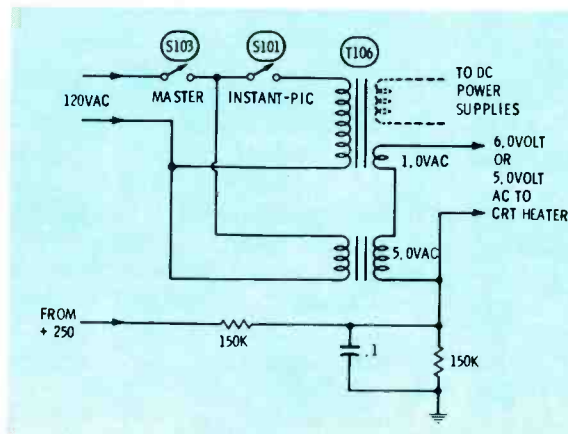 S103
S101
T106
120VAC
MASTER
INSTANT-PIC
TO DC
POWER
SUPPLIES
1.0VAC
6.0VOLT
OR
5.0VOLT
AC TO
CRT HEATER
5.0VAC
FROM
+ 250
150K
.1
150K